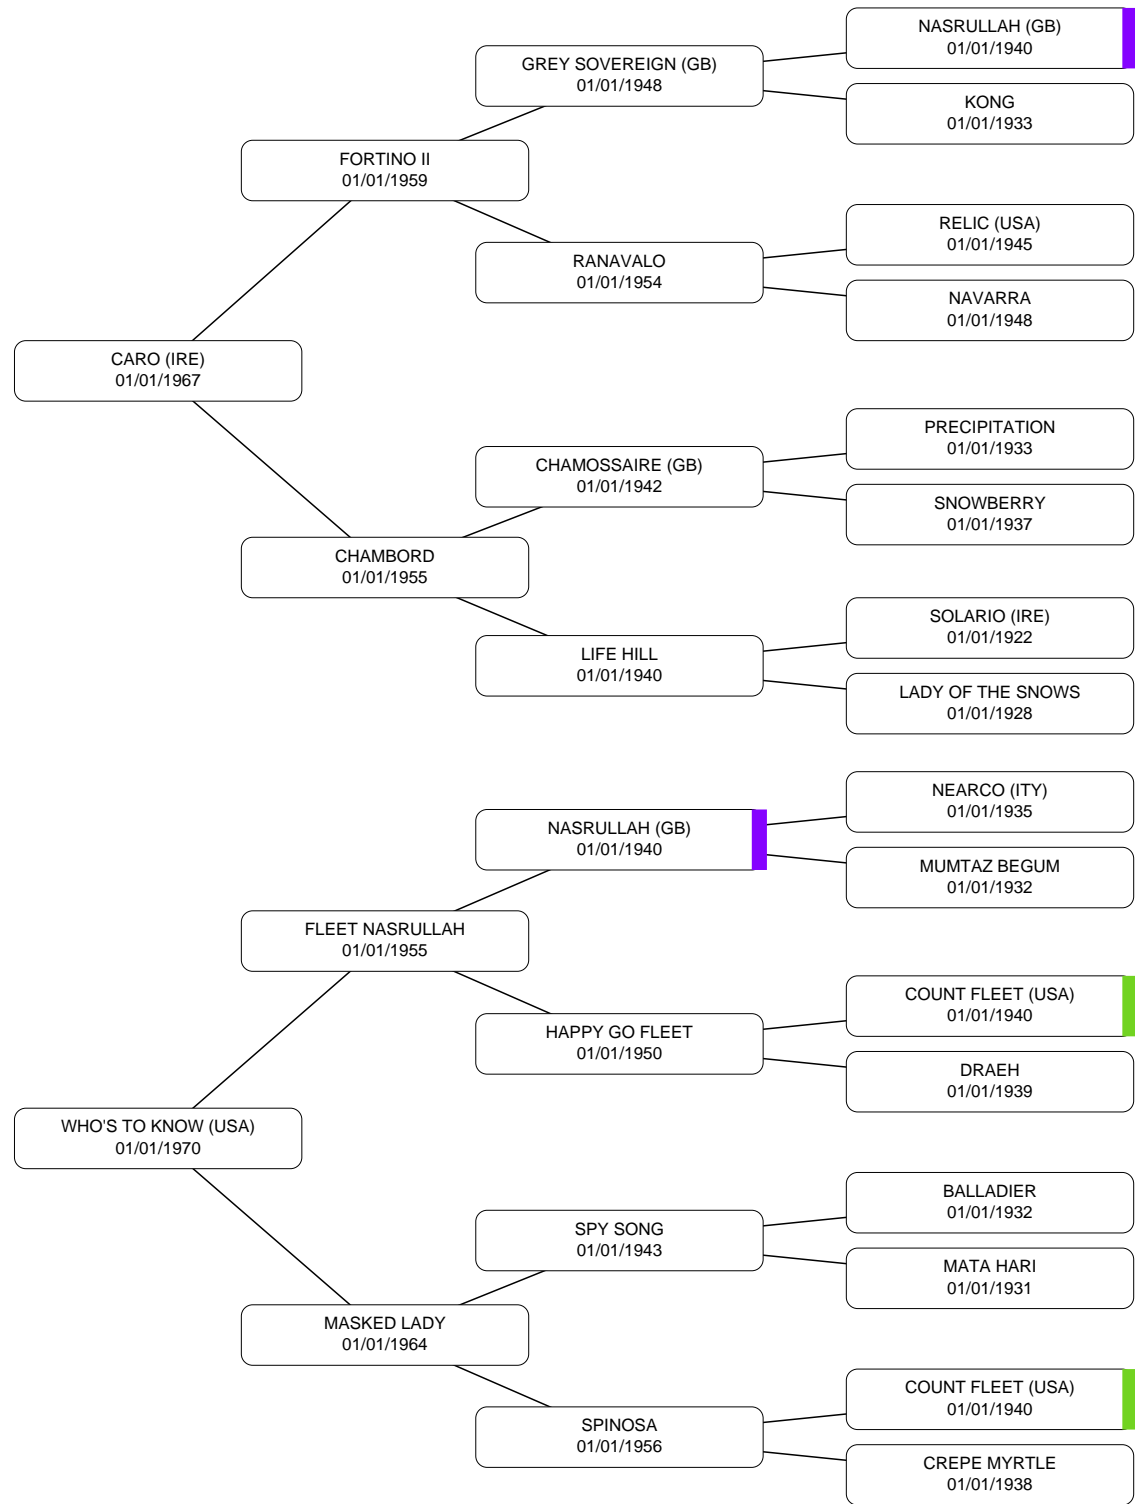 NASRULLAH (GB)
01/01/1940
GREY SOVEREIGN (GB)
01/01/1948
KONG
01/01/1933
FORTINO II
01/01/1959
RELIC (USA)
01/01/1945
RANAVALO
01/01/1954
NAVARRA
01/01/1948
CARO (IRE)
01/01/1967
PRECIPITATION
01/01/1933
CHAMOSSAIRE (GB)
01/01/1942
SNOWBERRY
01/01/1937
CHAMBORD
01/01/1955
SOLARIO (IRE)
01/01/1922
LIFE HILL
01/01/1940
LADY OF THE SNOWS
01/01/1928
NEARCO (ITY)
01/01/1935
NASRULLAH (GB)
01/01/1940
MUMTAZ BEGUM
01/01/1932
FLEET NASRULLAH
01/01/1955
COUNT FLEET (USA)
01/01/1940
HAPPY GO FLEET
01/01/1950
DRAEH
01/01/1939
WHO'S TO KNOW (USA)
01/01/1970
BALLADIER
01/01/1932
SPY SONG
01/01/1943
MATA HARI
01/01/1931
MASKED LADY
01/01/1964
COUNT FLEET (USA)
01/01/1940
SPINOSA
01/01/1956
CREPE MYRTLE
01/01/1938